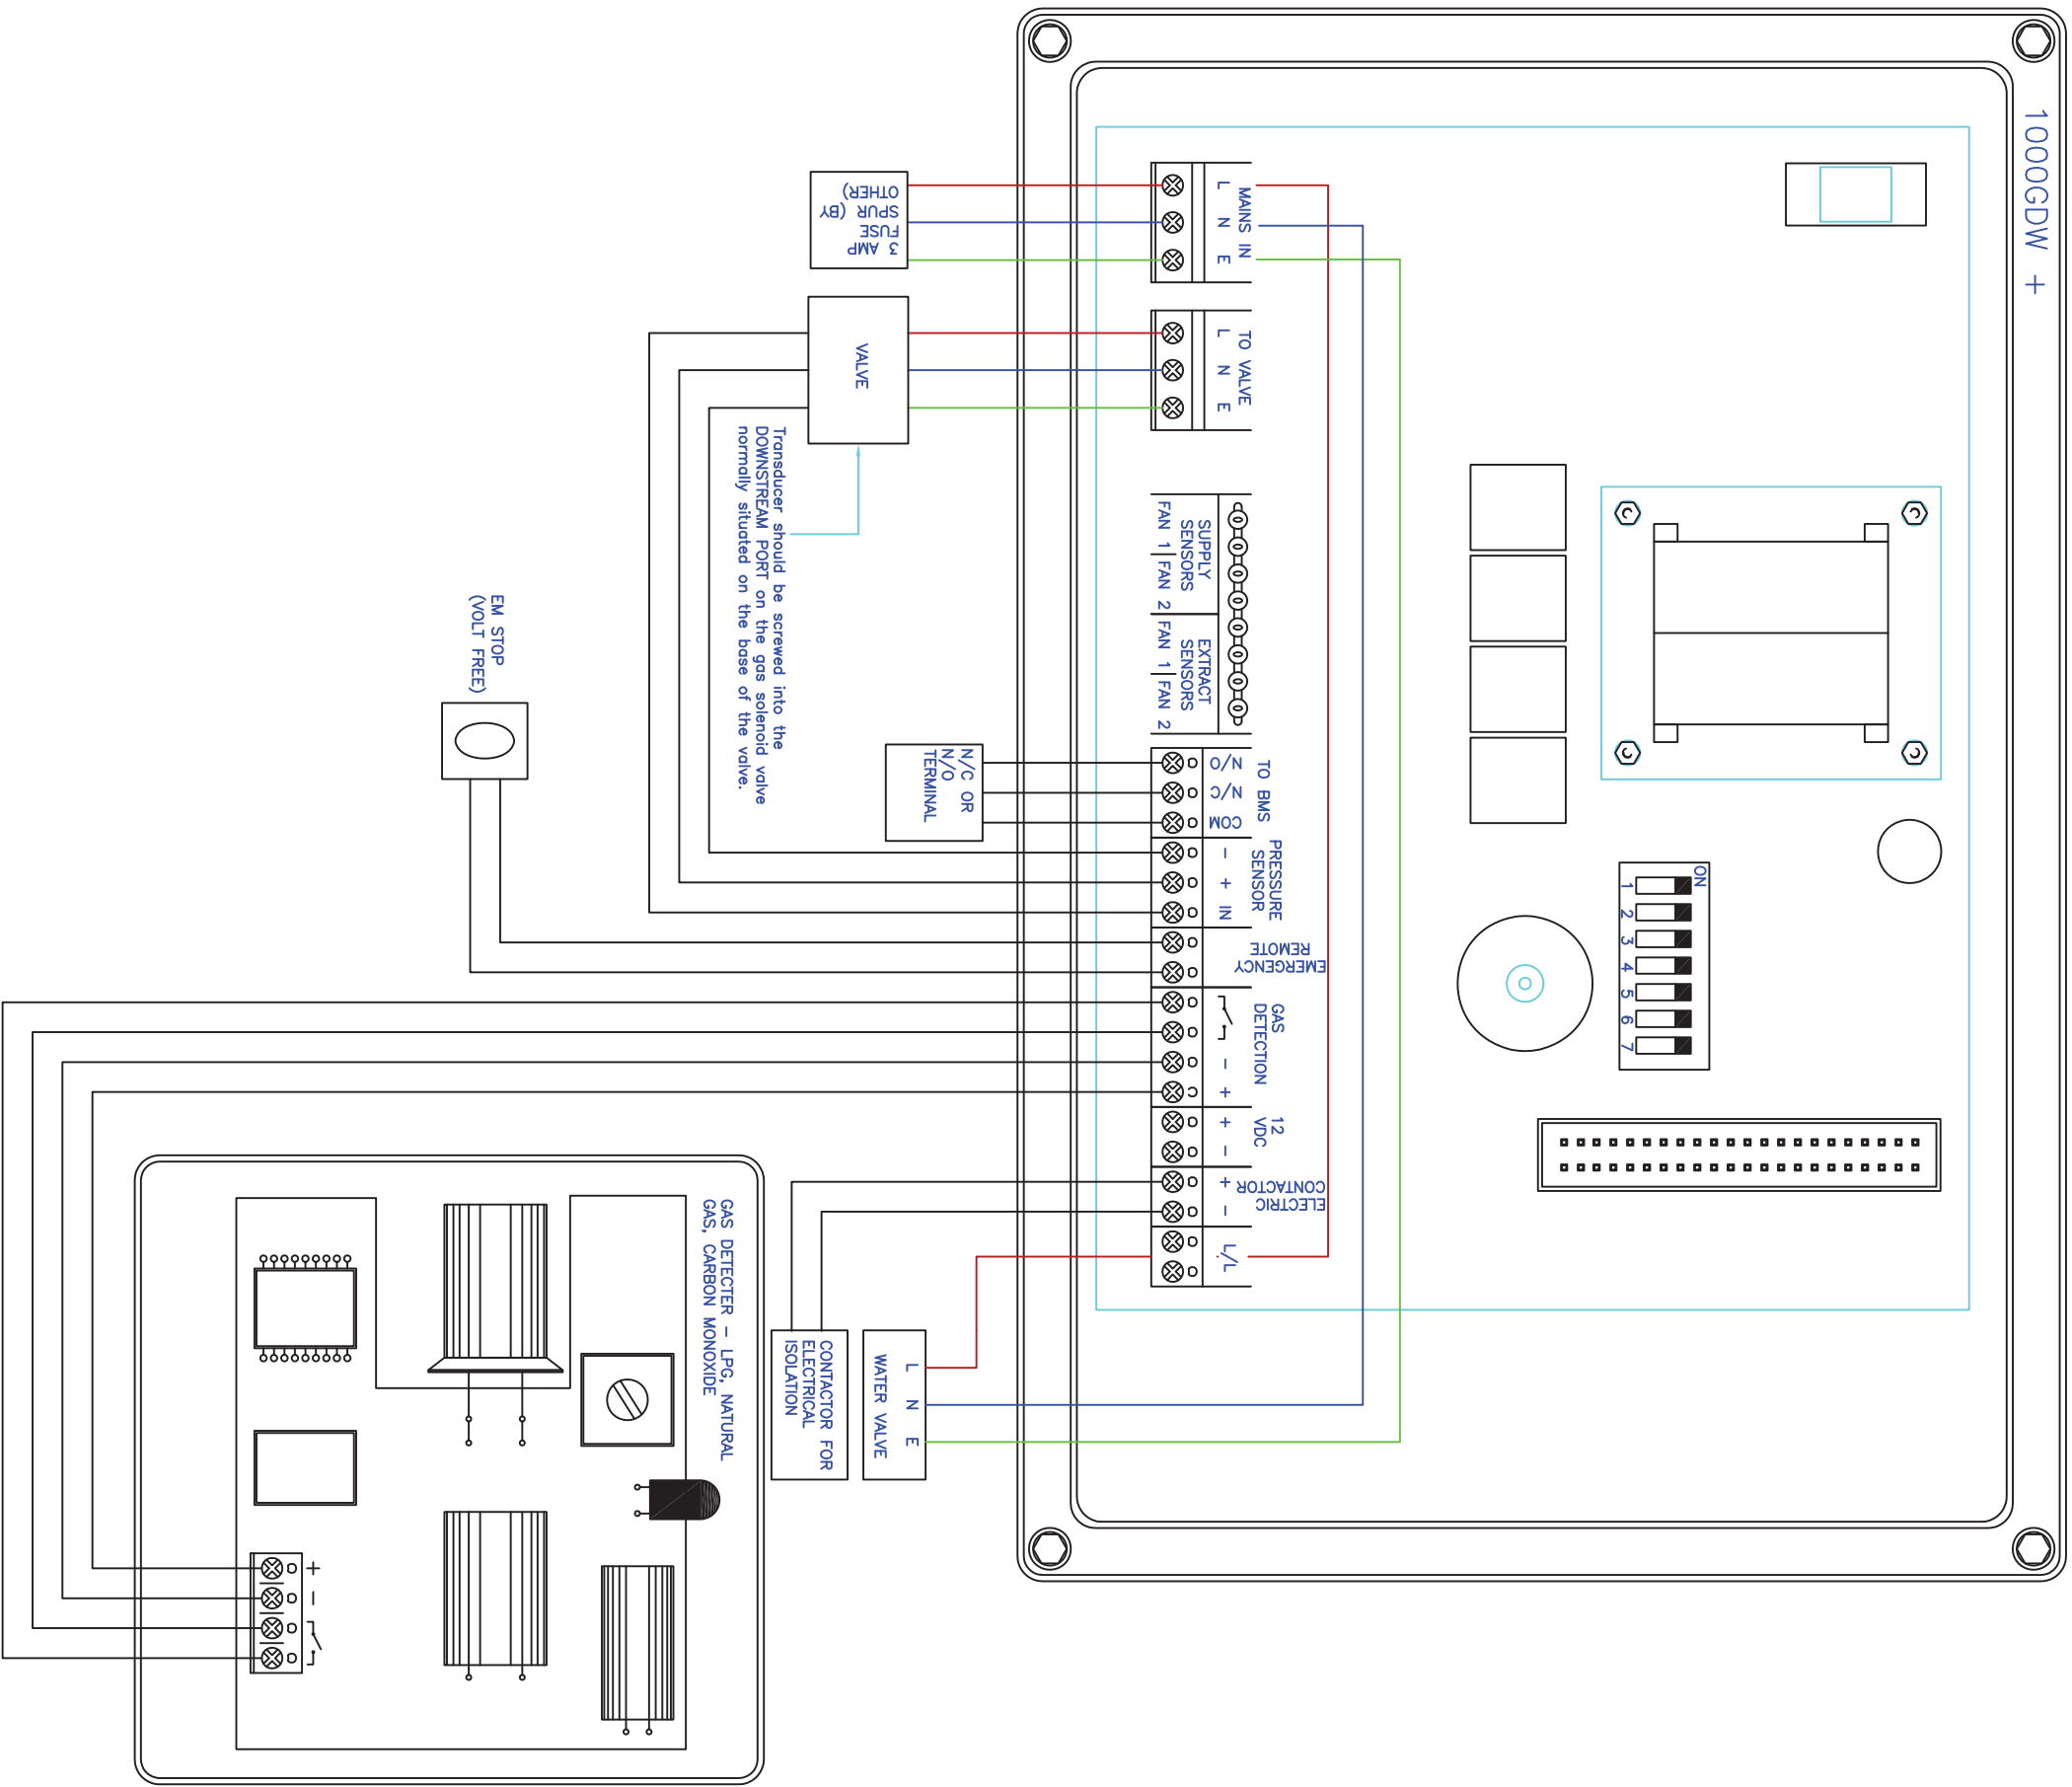 1000GDW +
3 AMP
FUSE
SPUR (BY
OTHER)
L N E
MAINS IN
VALVE
L N E
TO VALVE
Transducer should be screwed into the
DOWNSTREAM PORT on the gas solenoid valve
normally situated on the base of the valve.
SUPPLY
SENSORS
FAN 1 FAN 2
EXTRACT
SENSORS
FAN 1 FAN 2
EM STOP
(VOLT FREE)
N/C OR
N/O
TERMINAL
TO BMS
N/O
N/C
COM
PRESSURE
SENSOR
- + IN
REMOTE
EMERGENCY
GAS
DETECTION
- +
12
VDC
+ -
ELECTRIC
CONTACTOR
+ -
L/L
ON
1 2 3 4 5 6 7
GAS DETECTER - LPG, NATURAL
GAS, CARBON MONOXIDE
+ -
CONTACTOR FOR
ELECTRICAL
ISOLATION
L N E
WATER VALVE